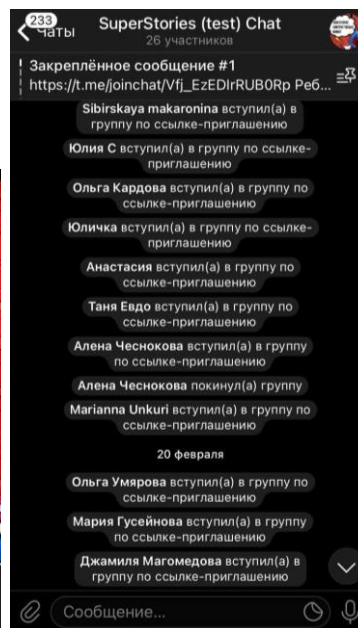 233
Чаты
SuperStories (test) Chat
26 участников
Закреплённое сообщение #1
https://t.me/joinchat/Vfj_EzEDIrRUB0Rp Реб...
Sibirskaya makaronina вступил(а) в
группу по ссылке-приглашению
Юлия С вступил(а) в группу по ссылке-
приглашению
Ольга Кардова вступил(а) в группу по
ссылке-приглашению
Юличка вступил(а) в группу по ссылке-
приглашению
Анастасия вступил(а) в группу по
ссылке-приглашению
Таня Евдо вступил(а) в группу по
ссылке-приглашению
Алена Чеснокова вступил(а) в группу
по ссылке-приглашению
Алена Чеснокова покинул(а) группу
Marianna Unkuri вступил(а) в группу по
ссылке-приглашению
20 февраля
Ольга Умярова вступил(а) в группу по
ссылке-приглашению
Мария Гусейнова вступил(а) в группу
по ссылке-приглашению
Джамиля Магомедова вступил(а) в
группу по ссылке-приглашению
Сообщение...